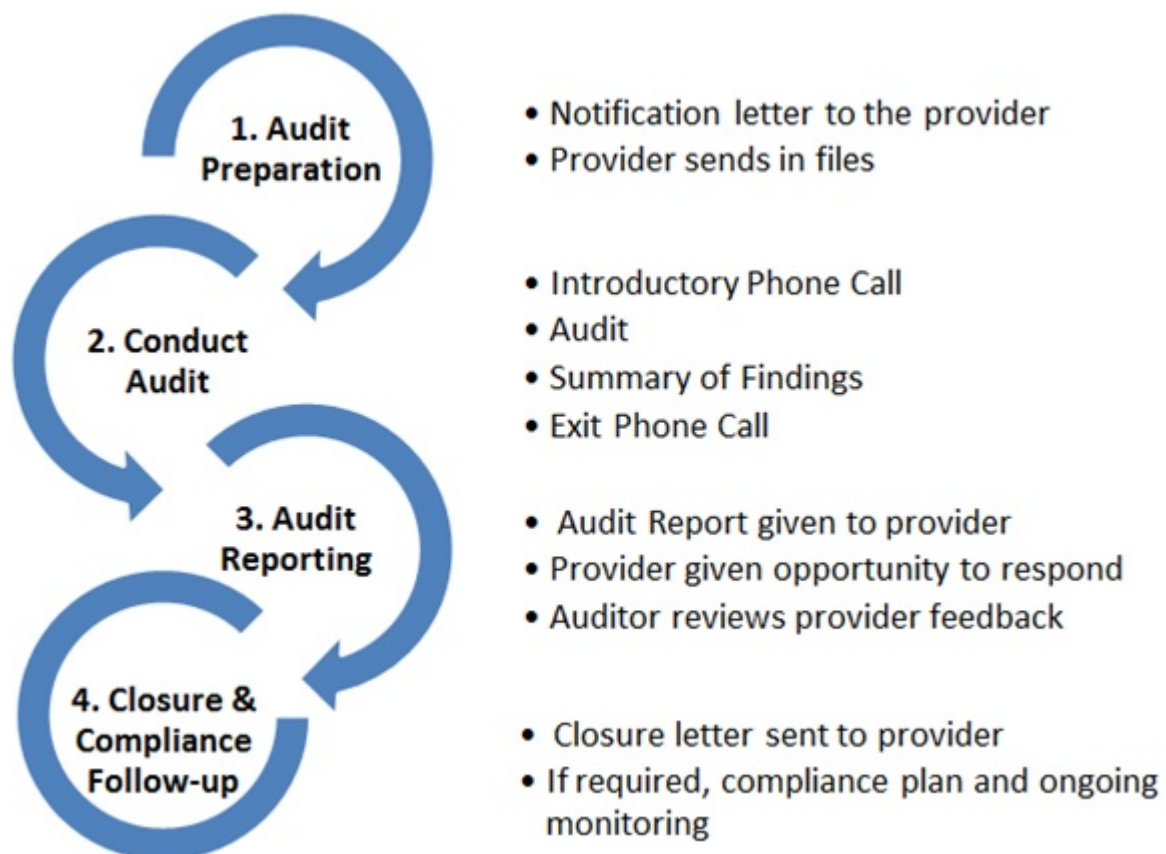 1. Audit
Preparation
• Notification letter to the provider
• Provider sends in files
2. Conduct
Audit
• Introductory Phone Call
• Audit
• Summary of Findings
• Exit Phone Call
3. Audit
Reporting
• Audit Report given to provider
• Provider given opportunity to respond
• Auditor reviews provider feedback
4. Closure &
Compliance
Follow-up
• Closure letter sent to provider
• If required, compliance plan and ongoing
monitoring